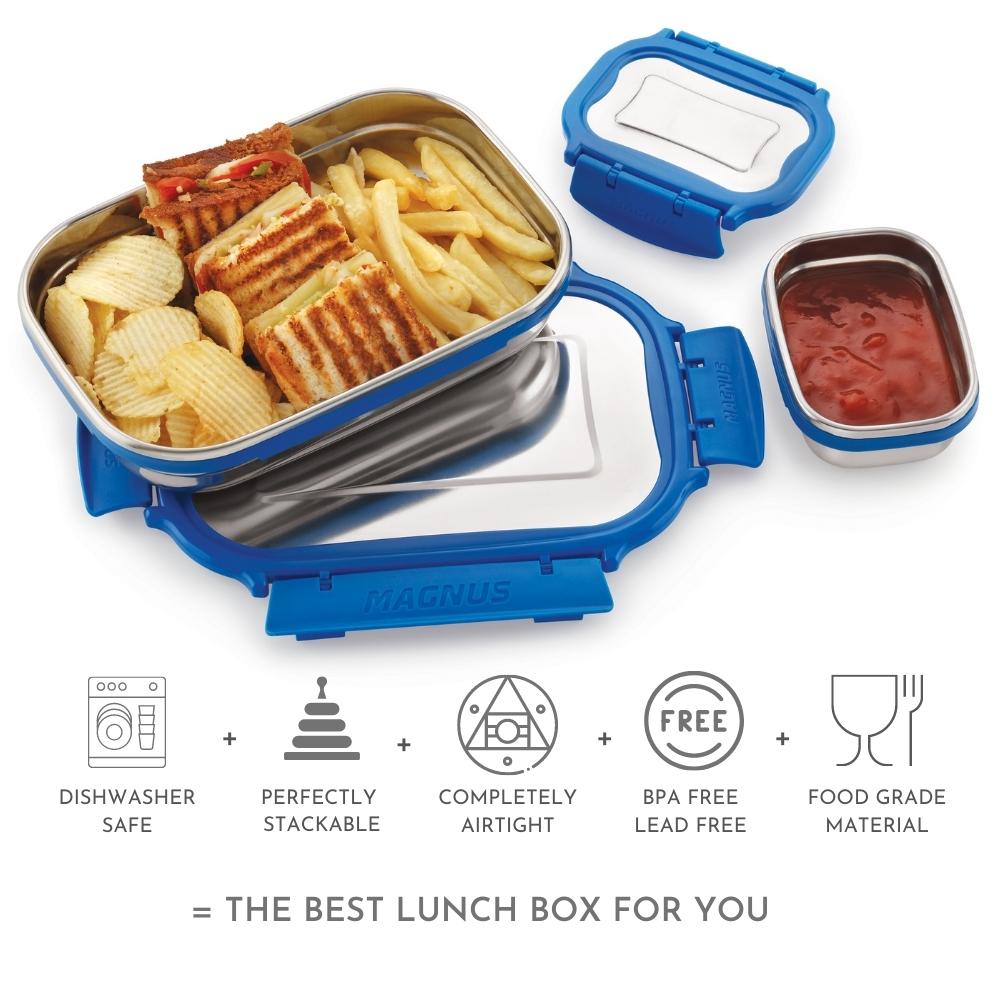 MAGNUS
MAGNUS
FREE
DISHWASHER
SAFE
+
PERFECTLY
STACKABLE
+
COMPLETELY
AIRTIGHT
+
BPA FREE
LEAD FREE
+
FOOD GRADE
MATERIAL
= THE BEST LUNCH BOX FOR YOU